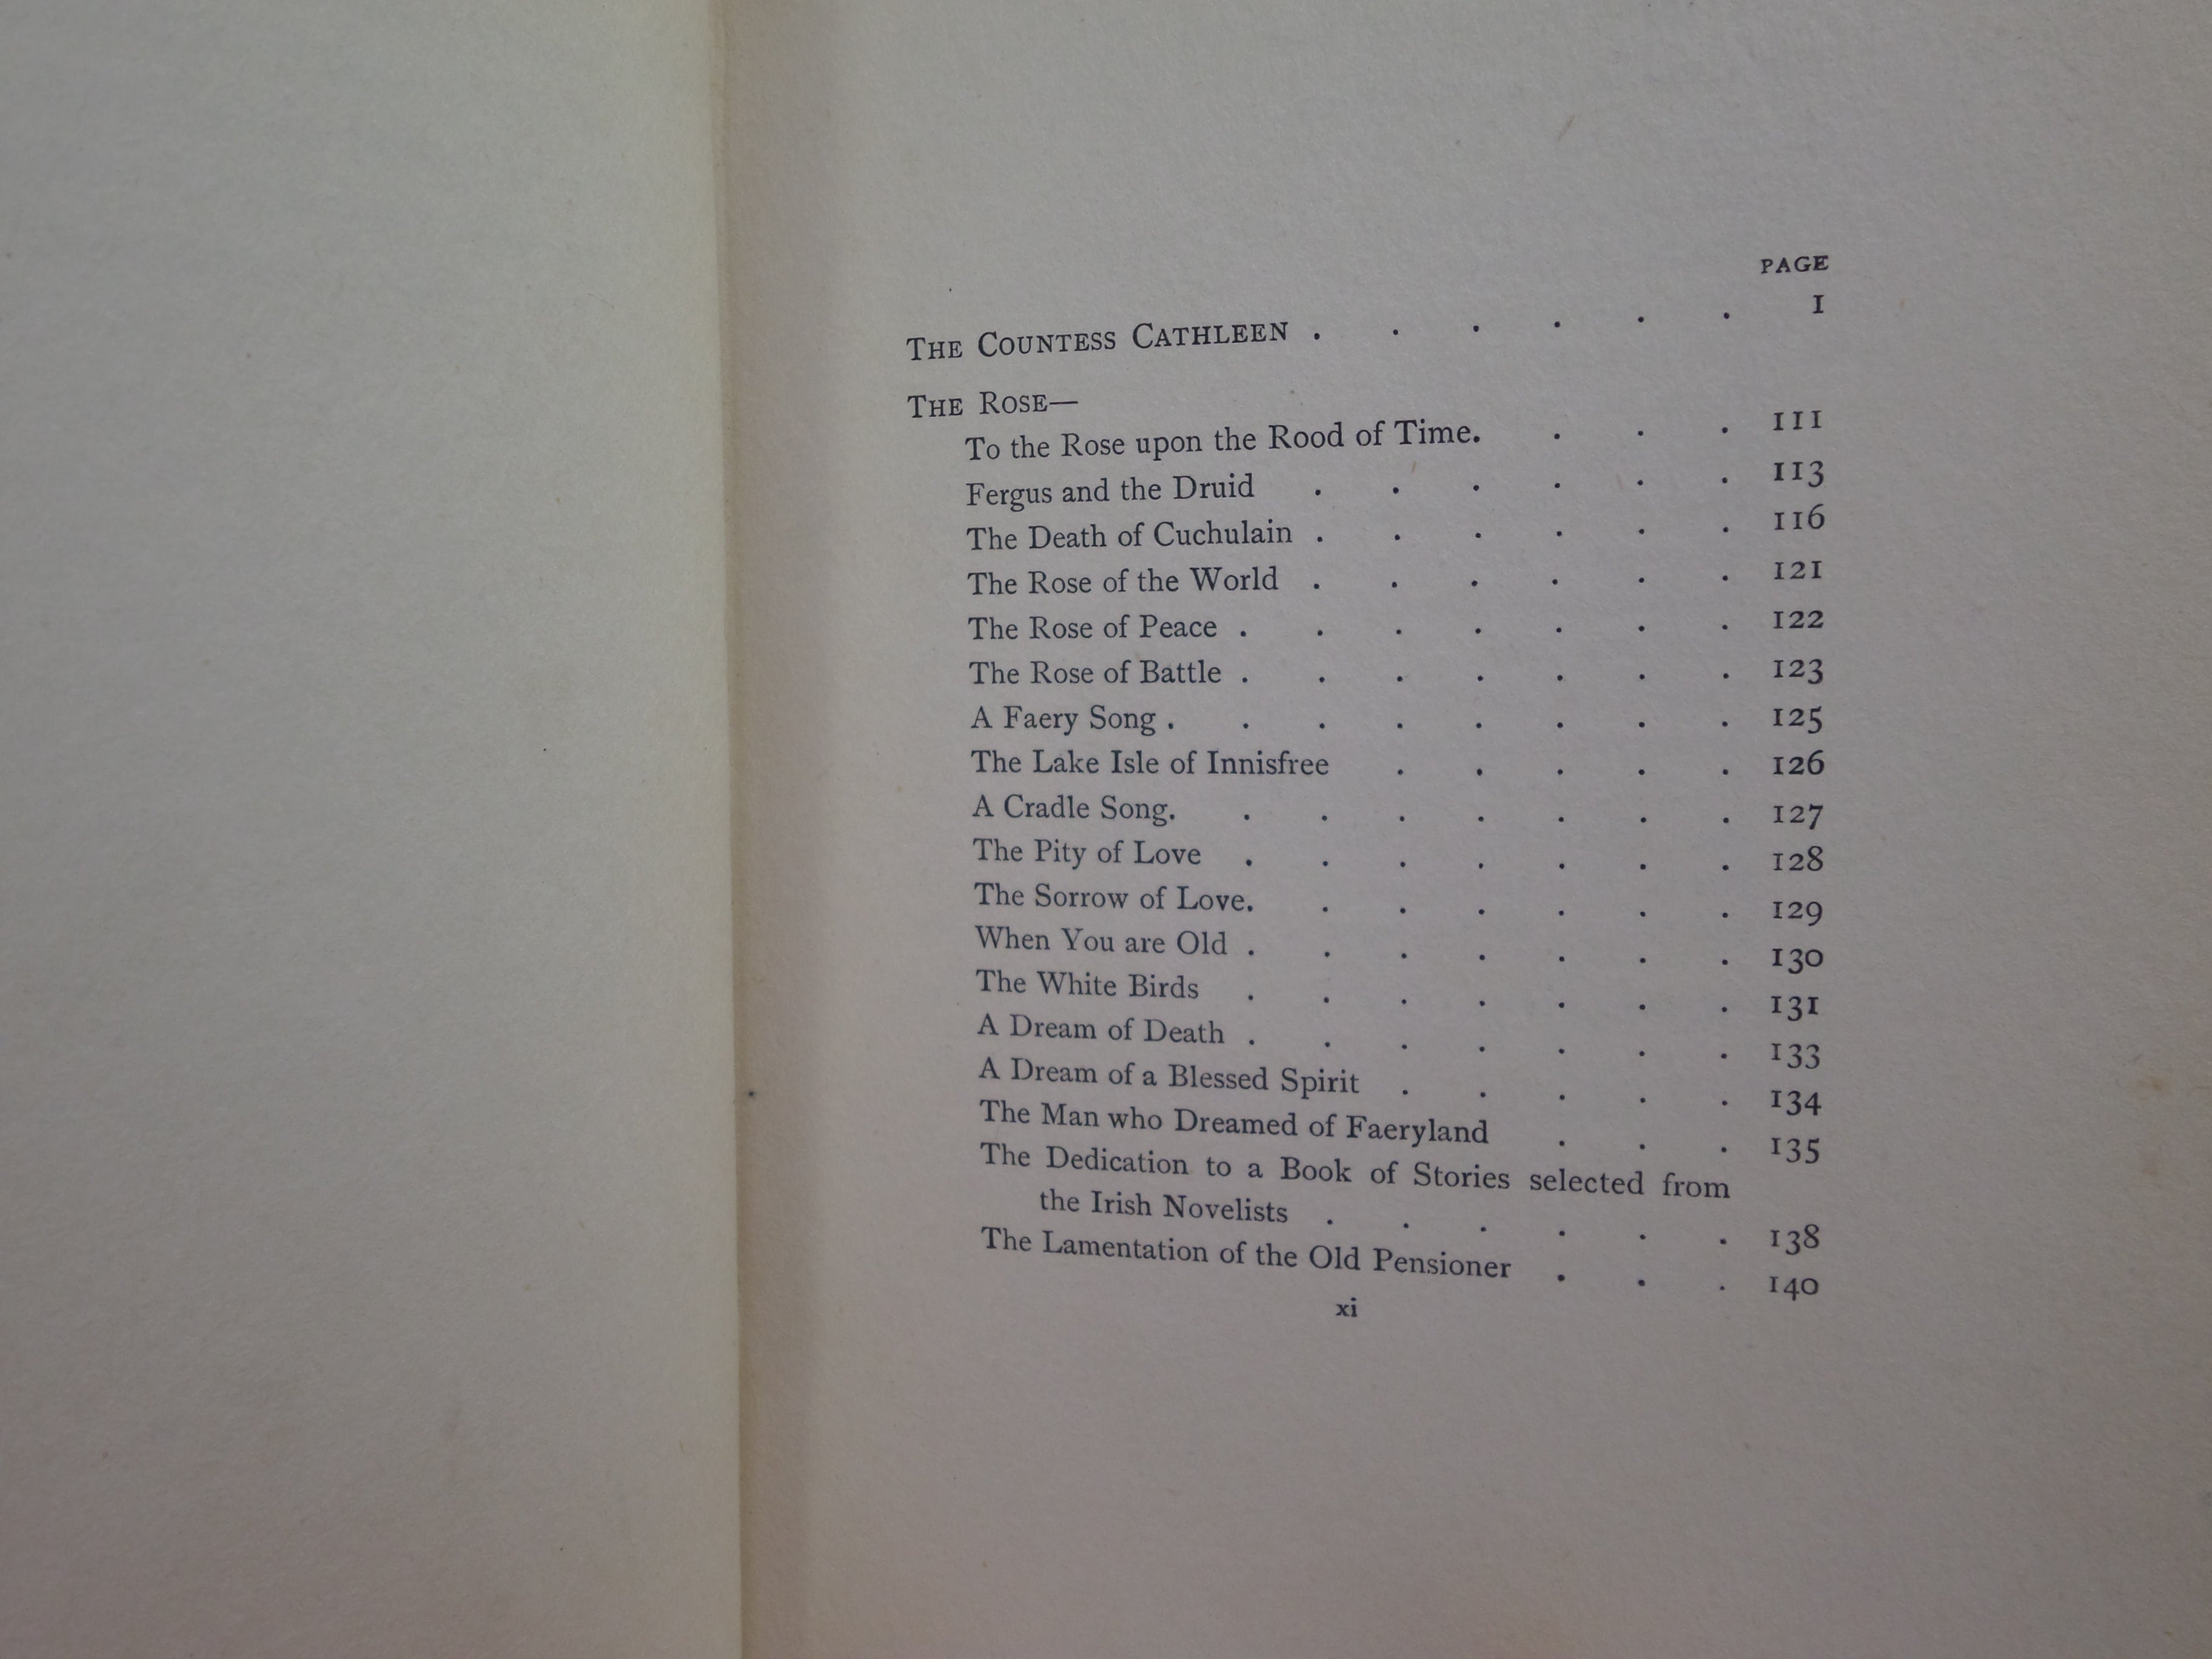 PAGE
THE COUNTESS CATHLEEN . . . . . . 1
THE ROSE—
To the Rose upon the Rood of Time. . . . 111
Fergus and the Druid . . . . . . 113
The Death of Cuchulain . . . . . . 116
The Rose of the World . . . . . . 121
The Rose of Peace . . . . . . . 122
The Rose of Battle . . . . . . . 123
A Faery Song . . . . . . . . 125
The Lake Isle of Innisfree . . . . . 126
A Cradle Song. . . . . . . . 127
The Pity of Love . . . . . . . 128
The Sorrow of Love. . . . . . . 129
When You are Old . . . . . . . 130
The White Birds . . . . . . . 131
A Dream of Death . . . . . . . 133
A Dream of a Blessed Spirit . . . . . 134
The Man who Dreamed of Faeryland . . . 135
The Dedication to a Book of Stories selected from
the Irish Novelists . . . . . . 138
The Lamentation of the Old Pensioner . . . 140
xi